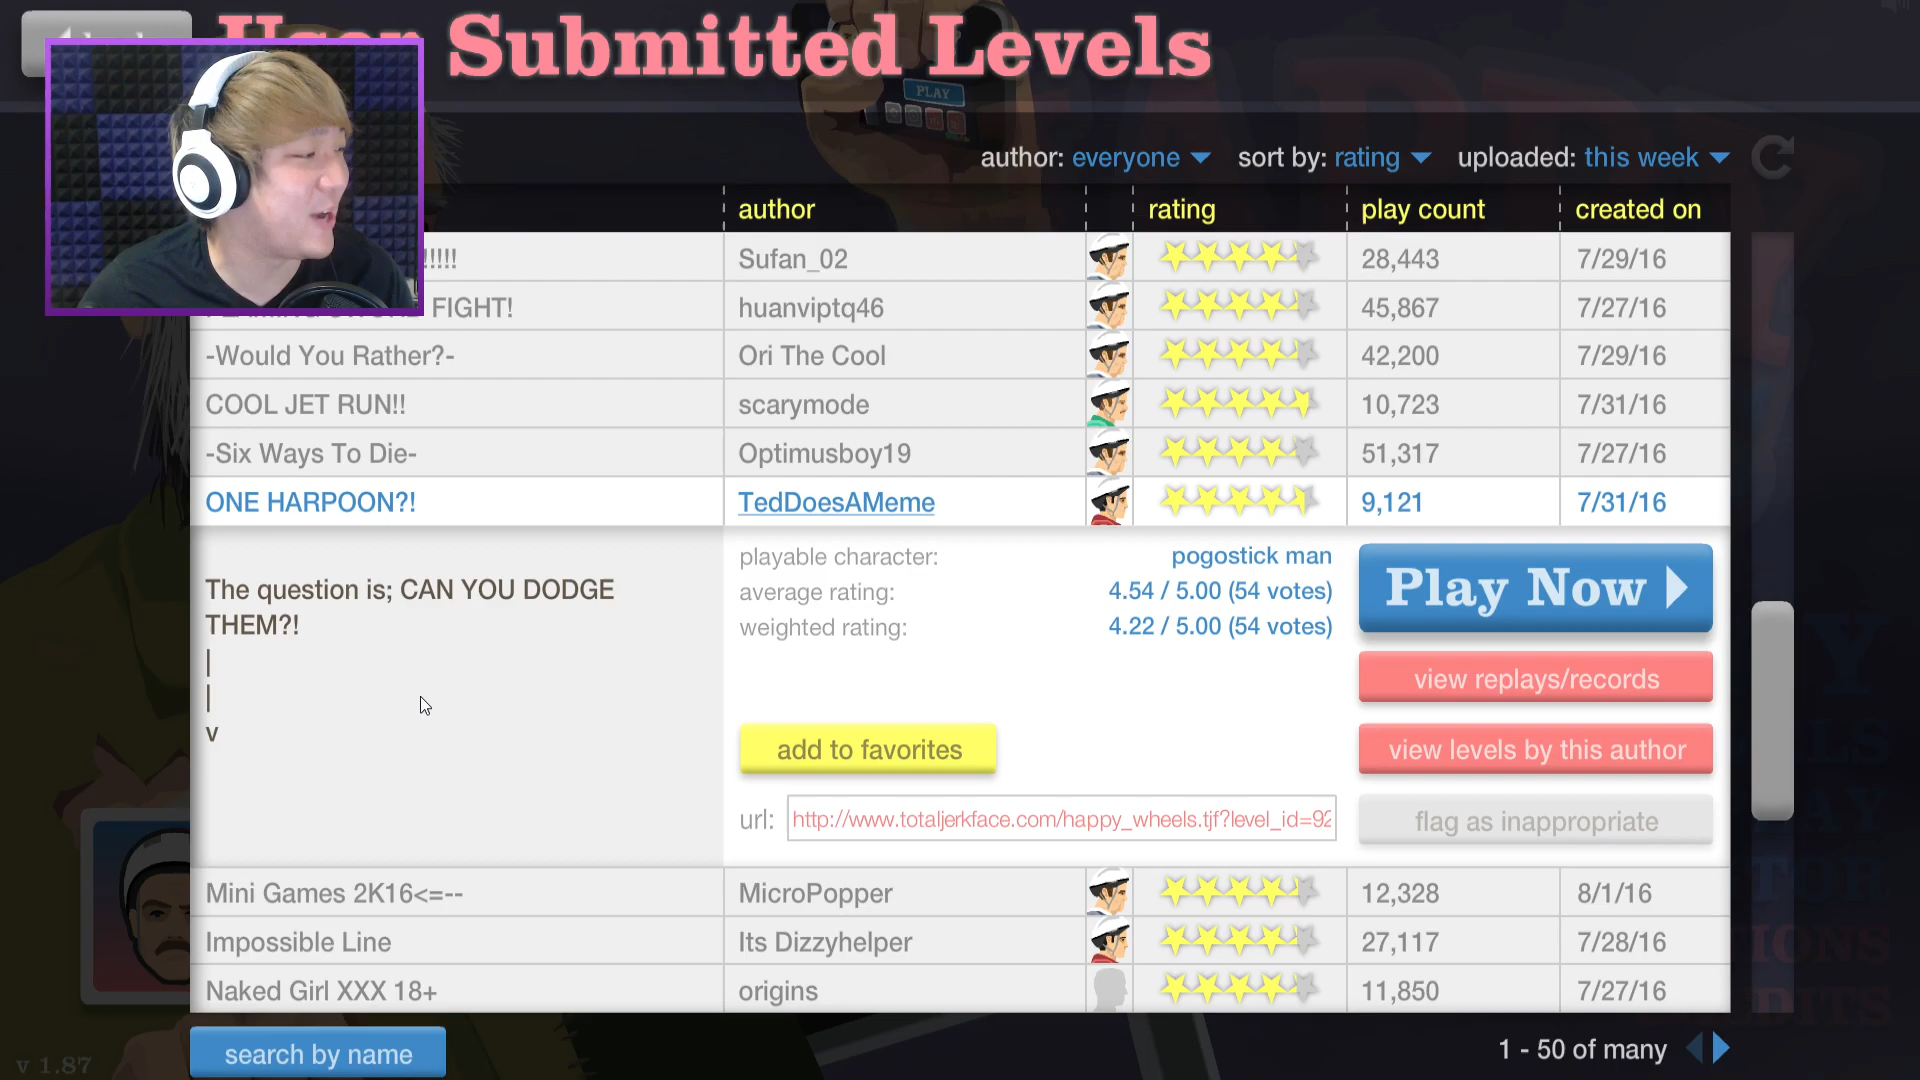 User Submitted Levels
PLAY
author: everyone sort by: rating uploaded: this week
author rating play count created on
!!!!! Sufan_02 28,443 7/29/16
FIGHT! huanviptq46 45,867 7/27/16
-Would You Rather?- Ori The Cool 42,200 7/29/16
COOL JET RUN!! scarymode 10,723 7/31/16
-Six Ways To Die- Optimusboy19 51,317 7/27/16
ONE HARPOON?! TedDoesAMeme 9,121 7/31/16
The question is; CAN YOU DODGE
THEM?!
|
|
v
playable character: pogostick man
average rating: 4.54 / 5.00 (54 votes)
weighted rating: 4.22 / 5.00 (54 votes)
add to favorites
url: http://www.totaljerkface.com/happy_wheels.tjf?level_id=92
Play Now
view replays/records
view levels by this author
flag as inappropriate
Mini Games 2K16<=-- MicroPopper 12,328 8/1/16
Impossible Line Its Dizzyhelper 27,117 7/28/16
Naked Girl XXX 18+ origins 11,850 7/27/16
v 1.87
search by name
1 - 50 of many